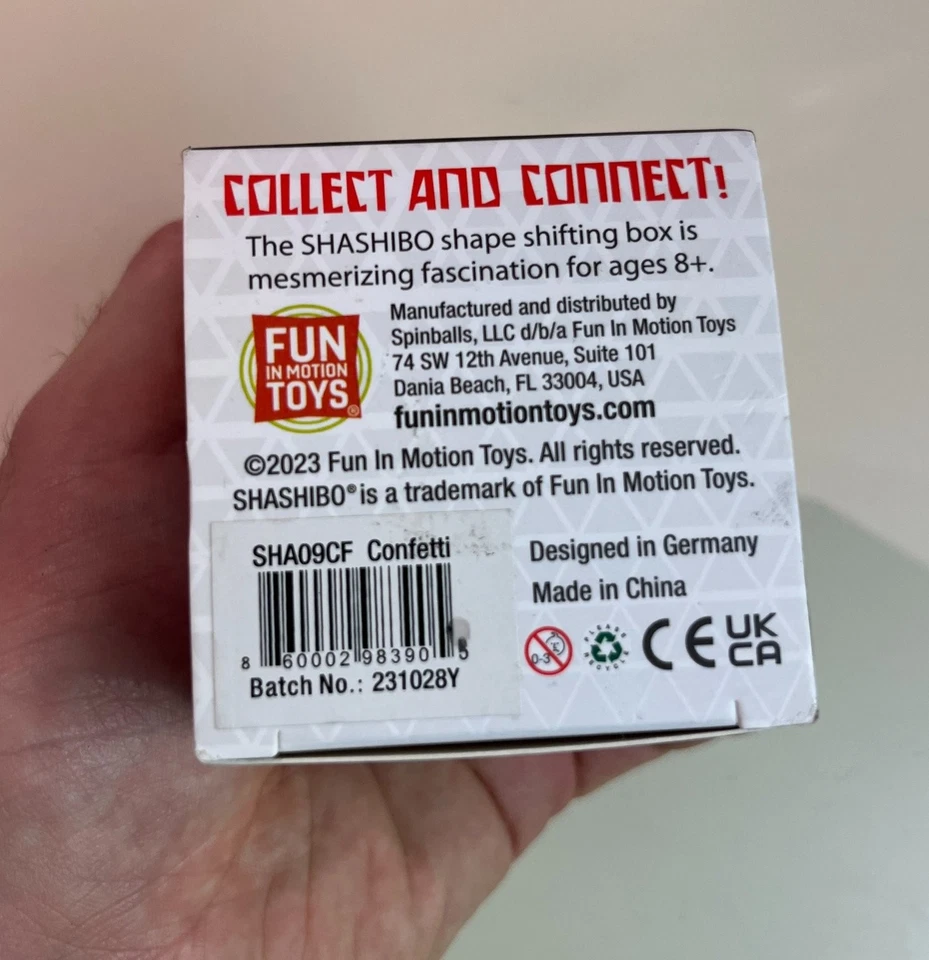 COLLECT AND CONNECT!
The SHASHIBO shape shifting box is
mesmerizing fascination for ages 8+.
FUN
IN MOTION
TOYS®
Manufactured and distributed by
Spinballs, LLC d/b/a Fun In Motion Toys
74 SW 12th Avenue, Suite 101
Dania Beach, FL 33004, USA
funinmotiontoys.com
©2023 Fun In Motion Toys. All rights reserved.
SHASHIBO® is a trademark of Fun In Motion Toys.
SHA09CF Confetti
8 60002 98390 5
Batch No.: 231028Y
Designed in Germany
Made in China
0-3
PLEASE RECYCLE
CE
UK
CA